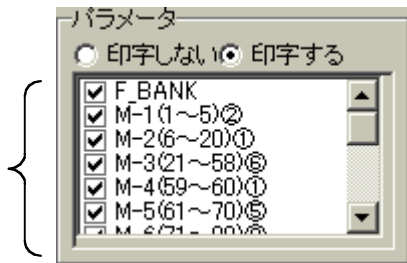 パラメータ
印字しない 印字する
F_BANK
M-1(1～5)②
M-2(6～20)①
M-3(21～58)⑥
M-4(59～60)①
M-5(61～70)⑤